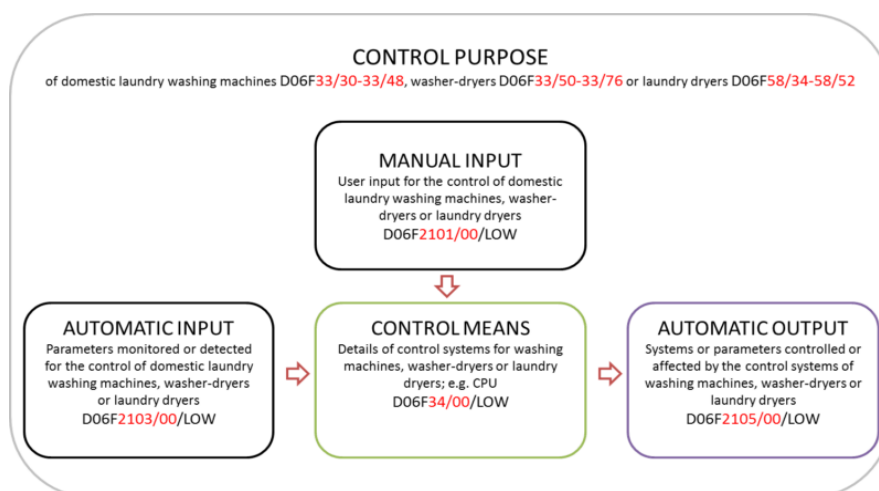 CONTROL PURPOSE
of domestic laundry washing machines D06F33/30-33/48, washer-dryers D06F33/50-33/76 or laundry dryers D06F58/34-58/52
MANUAL INPUT
User input for the control of domestic
laundry washing machines, washer-
dryers or laundry dryers
D06F2101/00/LOW
AUTOMATIC INPUT
Parameters monitored or detected
for the control of domestic laundry
washing machines, washer-dryers
or laundry dryers
D06F2103/00/LOW
CONTROL MEANS
Details of control systems for washing
machines, washer-dryers or laundry
dryers; e.g. CPU
D06F34/00/LOW
AUTOMATIC OUTPUT
Systems or parameters controlled or
affected by the control systems of
washing machines, washer-dryers or
laundry dryers
D06F2105/00/LOW